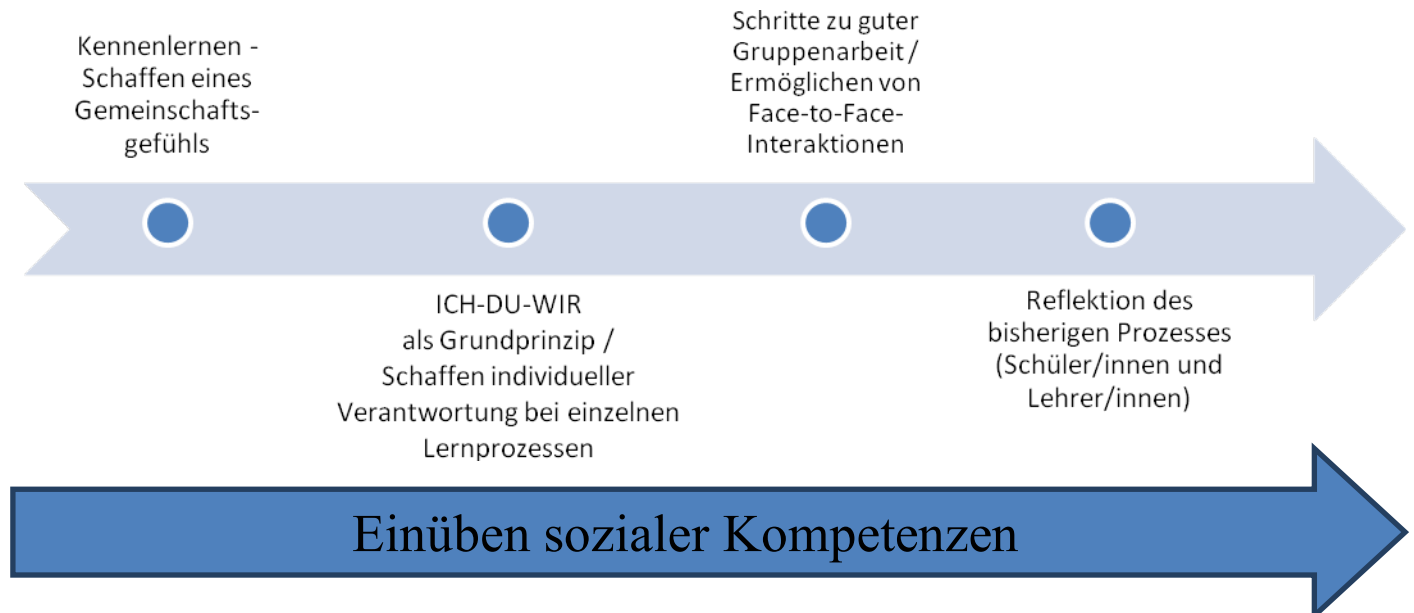 Kennenlernen -
Schaffen eines
Gemeinschafts-
gefühls
ICH-DU-WIR
als Grundprinzip /
Schaffen individueller
Verantwortung bei einzelnen
Lernprozessen
Schritte zu guter
Gruppenarbeit /
Ermöglichen von
Face-to-Face-
Interaktionen
Reflektion des
bisherigen Prozesses
(Schüler/innen und
Lehrer/innen)
Einüben sozialer Kompetenzen